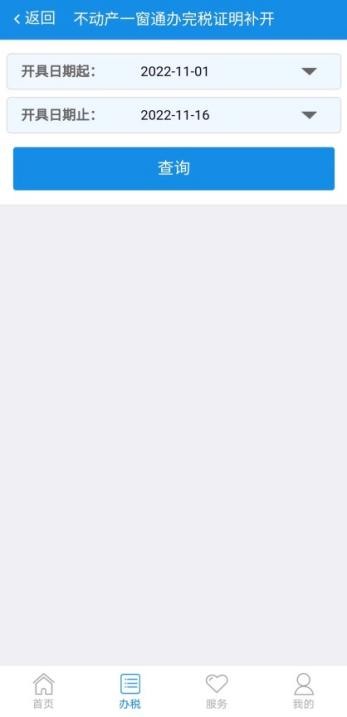 返回 不动产一窗通办完税证明补开
开具日期起： 2022-11-01
开具日期止： 2022-11-16
查询
首页 办税 服务 我的